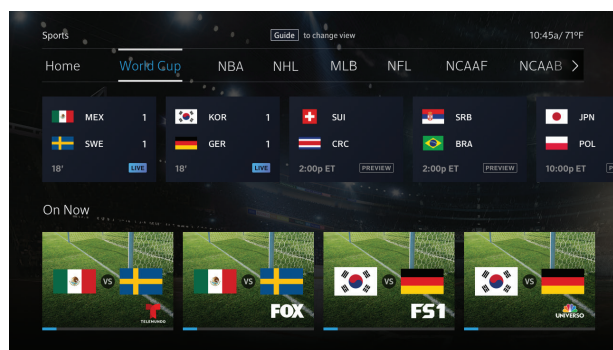 Sports Guide to change view 10:45a/ 71ºF
Home World Cup NBA NHL MLB NFL NCAAF NCAAB >
MEX 1
SWE 1
18' LIVE
KOR 1
GER 1
18' LIVE
SUI
CRC
2:00p ET PREVIEW
SRB
BRA
2:00p ET PREVIEW
JPN
POL
10:00p ET P
On Now
VS
TELEMUNDO
VS
FOX
VS
FS1
VS
UNIVERSO